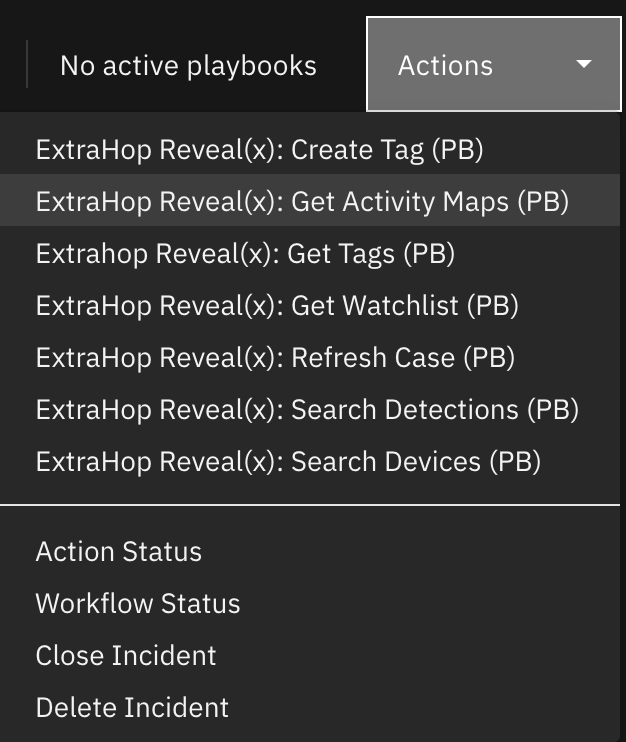 No active playbooks
Actions
ExtraHop Reveal(x): Create Tag (PB)
ExtraHop Reveal(x): Get Activity Maps (PB)
Extrahop Reveal(x): Get Tags (PB)
ExtraHop Reveal(x): Get Watchlist (PB)
ExtraHop Reveal(x): Refresh Case (PB)
ExtraHop Reveal(x): Search Detections (PB)
ExtraHop Reveal(x): Search Devices (PB)
Action Status
Workflow Status
Close Incident
Delete Incident